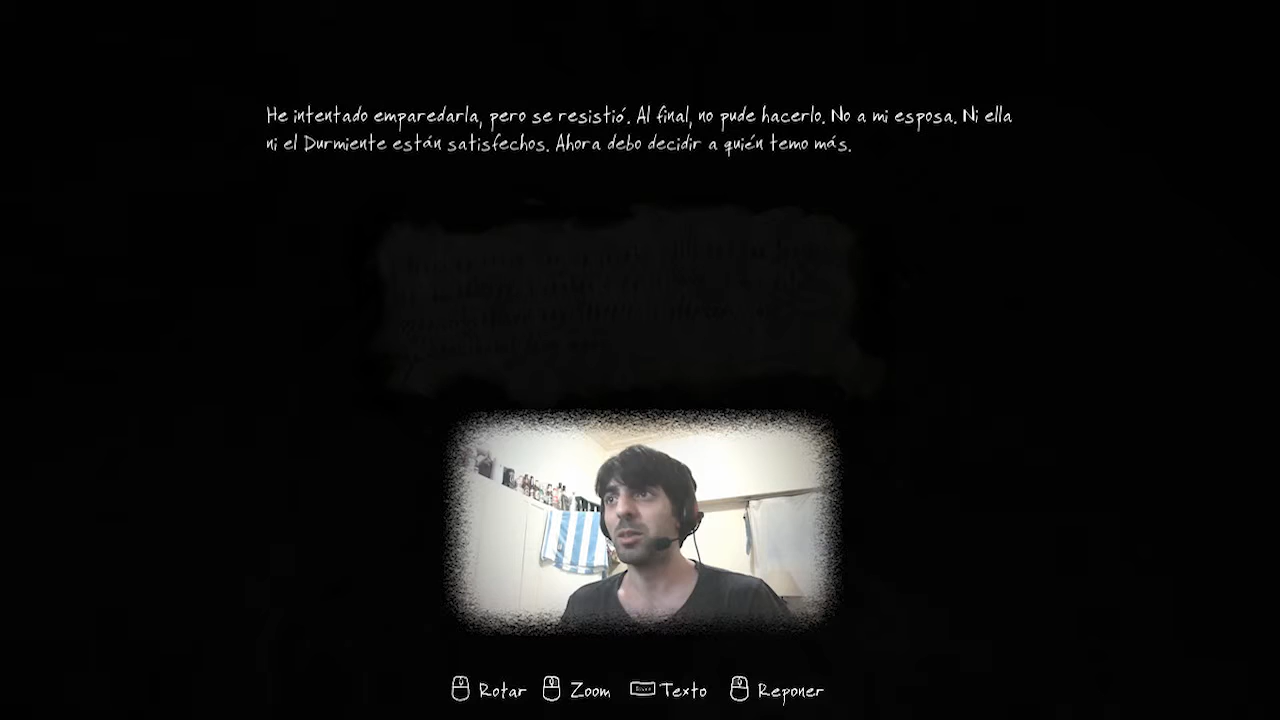 He intentado emparedarla, pero se resistió. Al final, no pude hacerlo. No a mi esposa. Ni ella
ni el Durmiente están satisfechos. Ahora debo decidir a quién temo más.
Rotar Zoom Texto Reponer